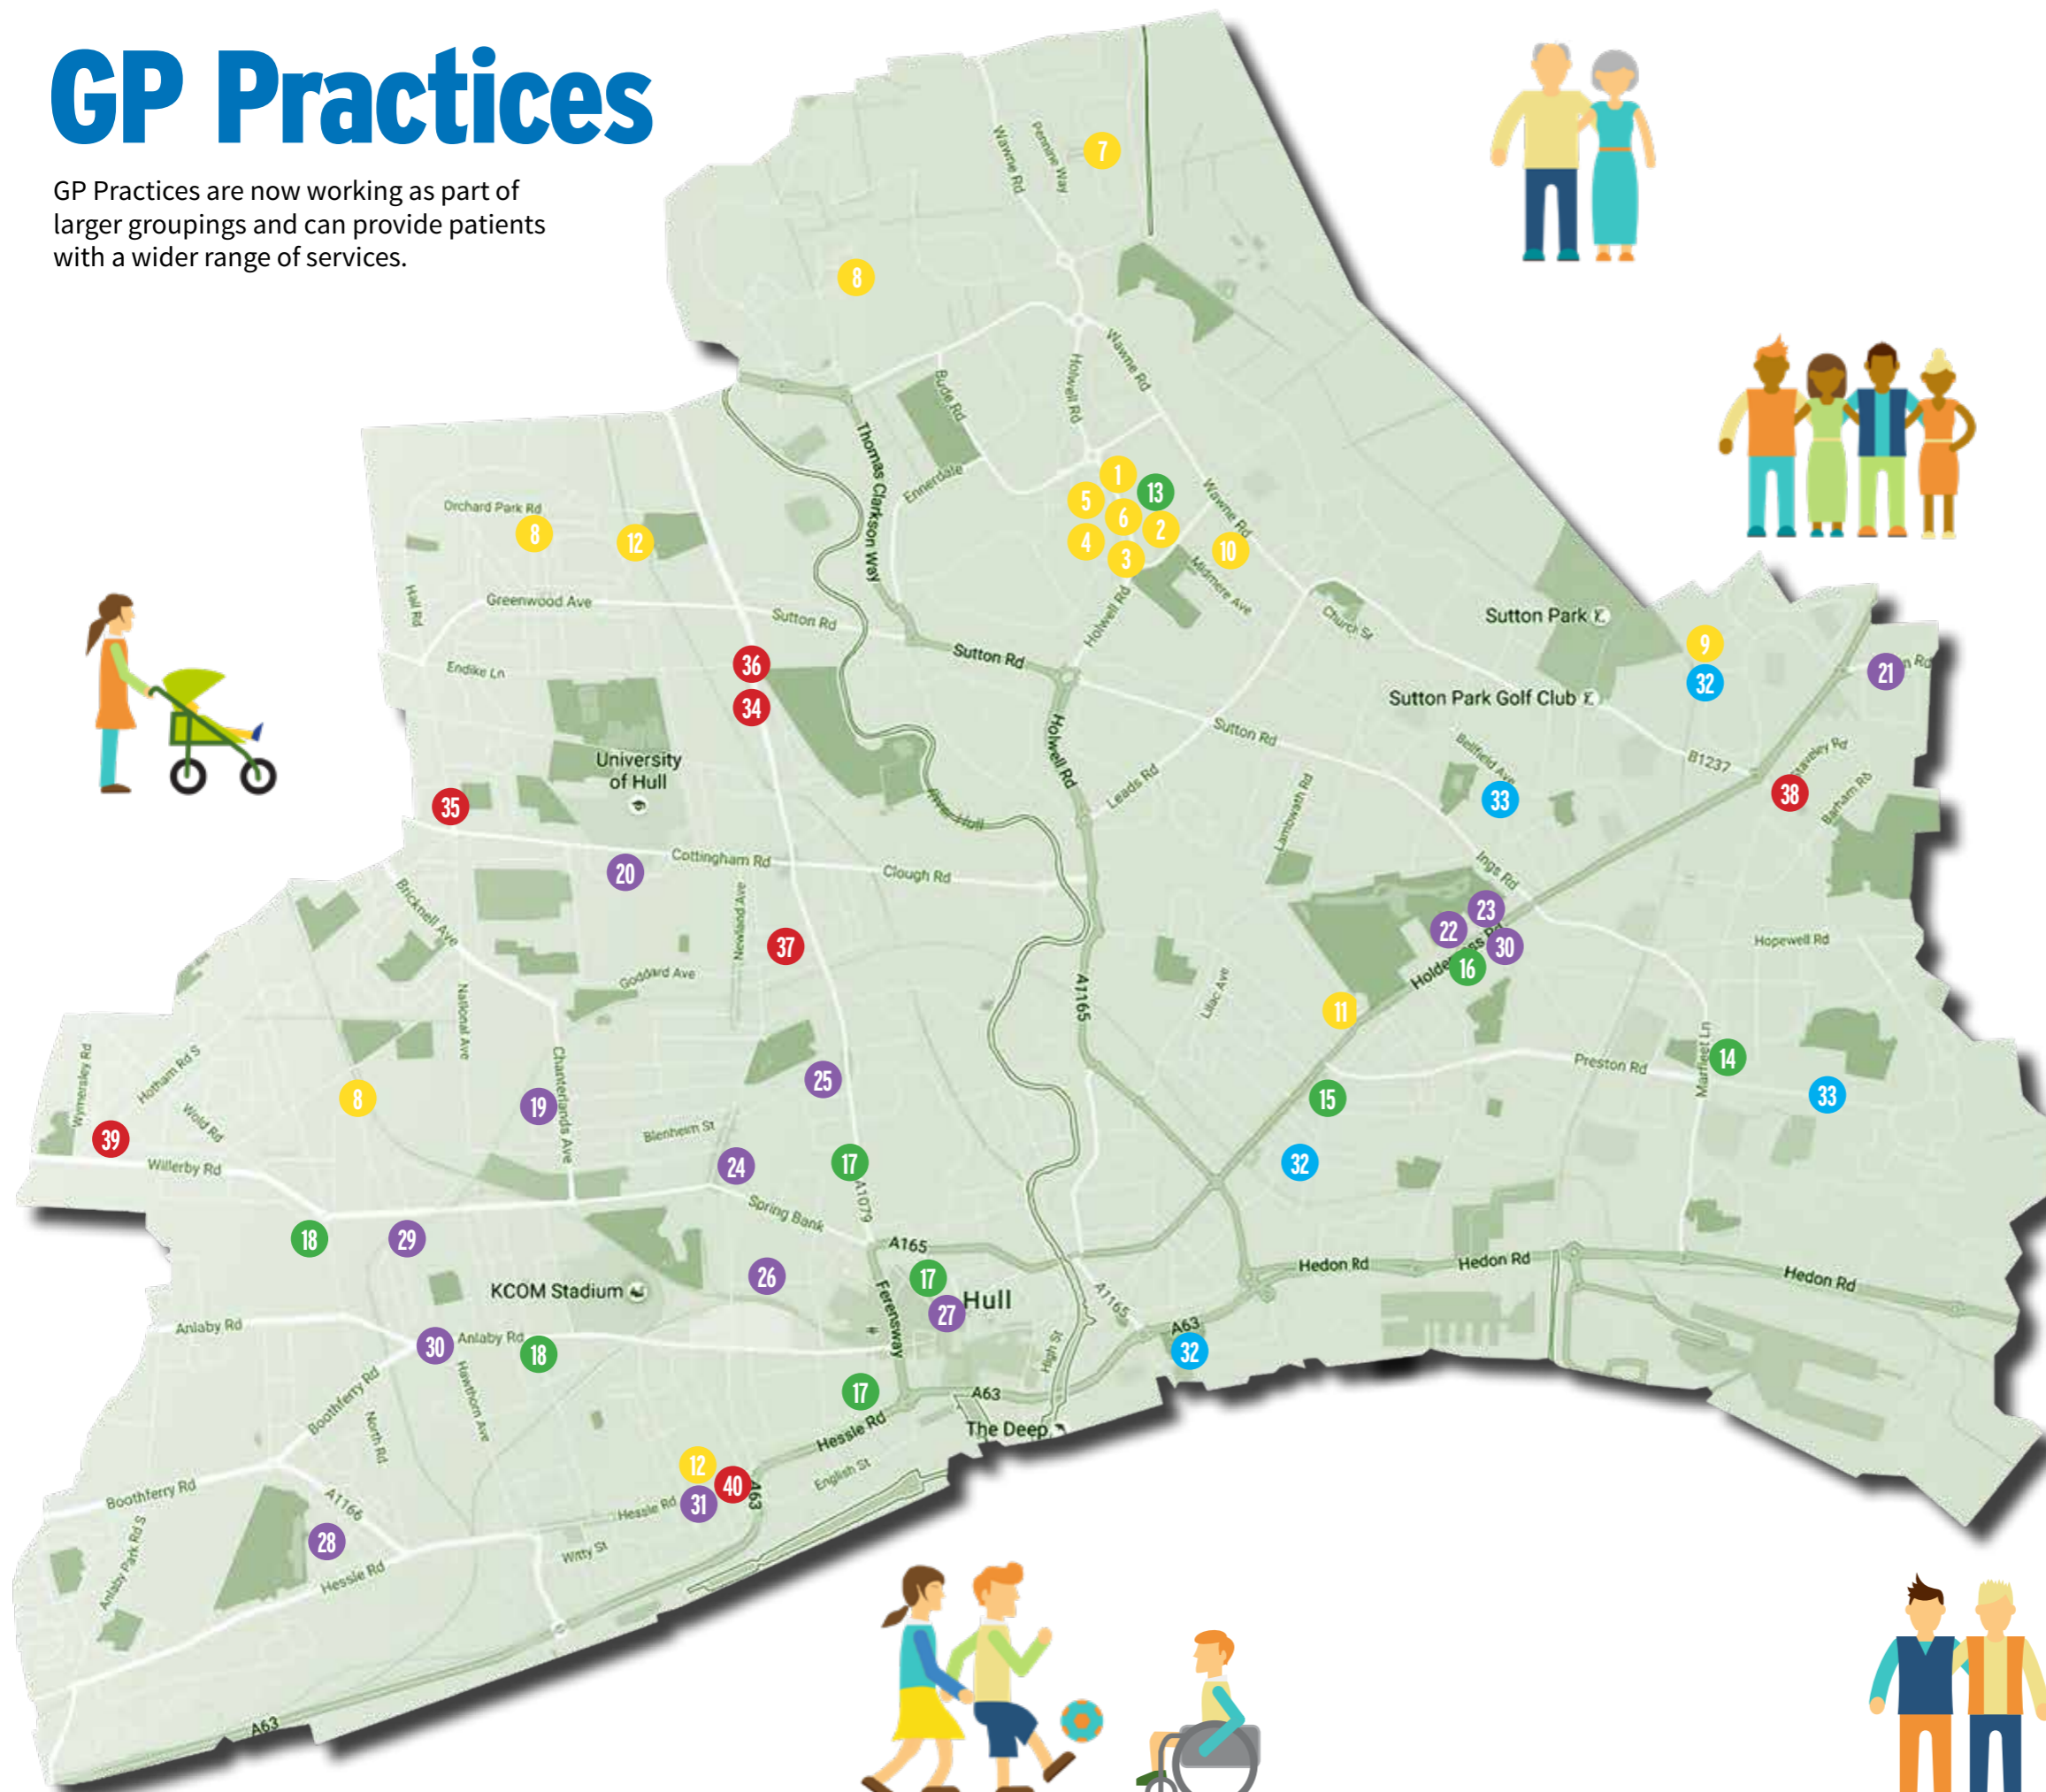 GP Practices
GP Practices are now working as part of
larger groupings and can provide patients
with a wider range of services.
Wawne Rd
Pennine Way
7
8
Wawne Rd
Holwell Rd
Bude Rd
Thomas Clarkson Way
Ennerdale
1
13
5
6
2
4
3
10
Wawne Rd
Midmere Ave
Holwell Rd
Church St
Orchard Park Rd
8
12
Hall Rd
Greenwood Ave
Sutton Rd
Sutton Rd
Sutton Park
9
32
21
n Rd
Endike Ln
36
34
Sutton Park Golf Club
Holwell Rd
Sutton Rd
Bellfield Ave
B1237
Staveley Rd
38
Barham Rd
33
University
of Hull
35
River Hull
Leads Rd
Lambwath Rd
Cottingham Rd
Clough Rd
20
Ings Rd
Bricknell Ave
Newland Ave
37
23
22
30
16
Hopewell Rd
Goddard Ave
National Ave
A1165
Lilac Ave
11
Wymersley Rd
Hotham Rd S
Wold Rd
8
19
Chanterlands Ave
25
Preston Rd
Marfleet Ln
14
15
33
39
Willerby Rd
Blenheim St
24
17
A1079
32
Spring Bank
18
29
A165
Hedon Rd
Hedon Rd
Hedon Rd
KCOM Stadium
26
17
27
Hull
Ferensway
A1165
Anlaby Rd
30
Anlaby Rd
18
High St
A63
32
Boothferry Rd
Hawthorn Ave
North Rd
17
A63
Hessle Rd
The Deep
English St
12
40
31
A63
Hessle Rd
Boothferry Rd
A1166
28
Witty St
Anlaby Park Rd S
Hessle Rd
A63